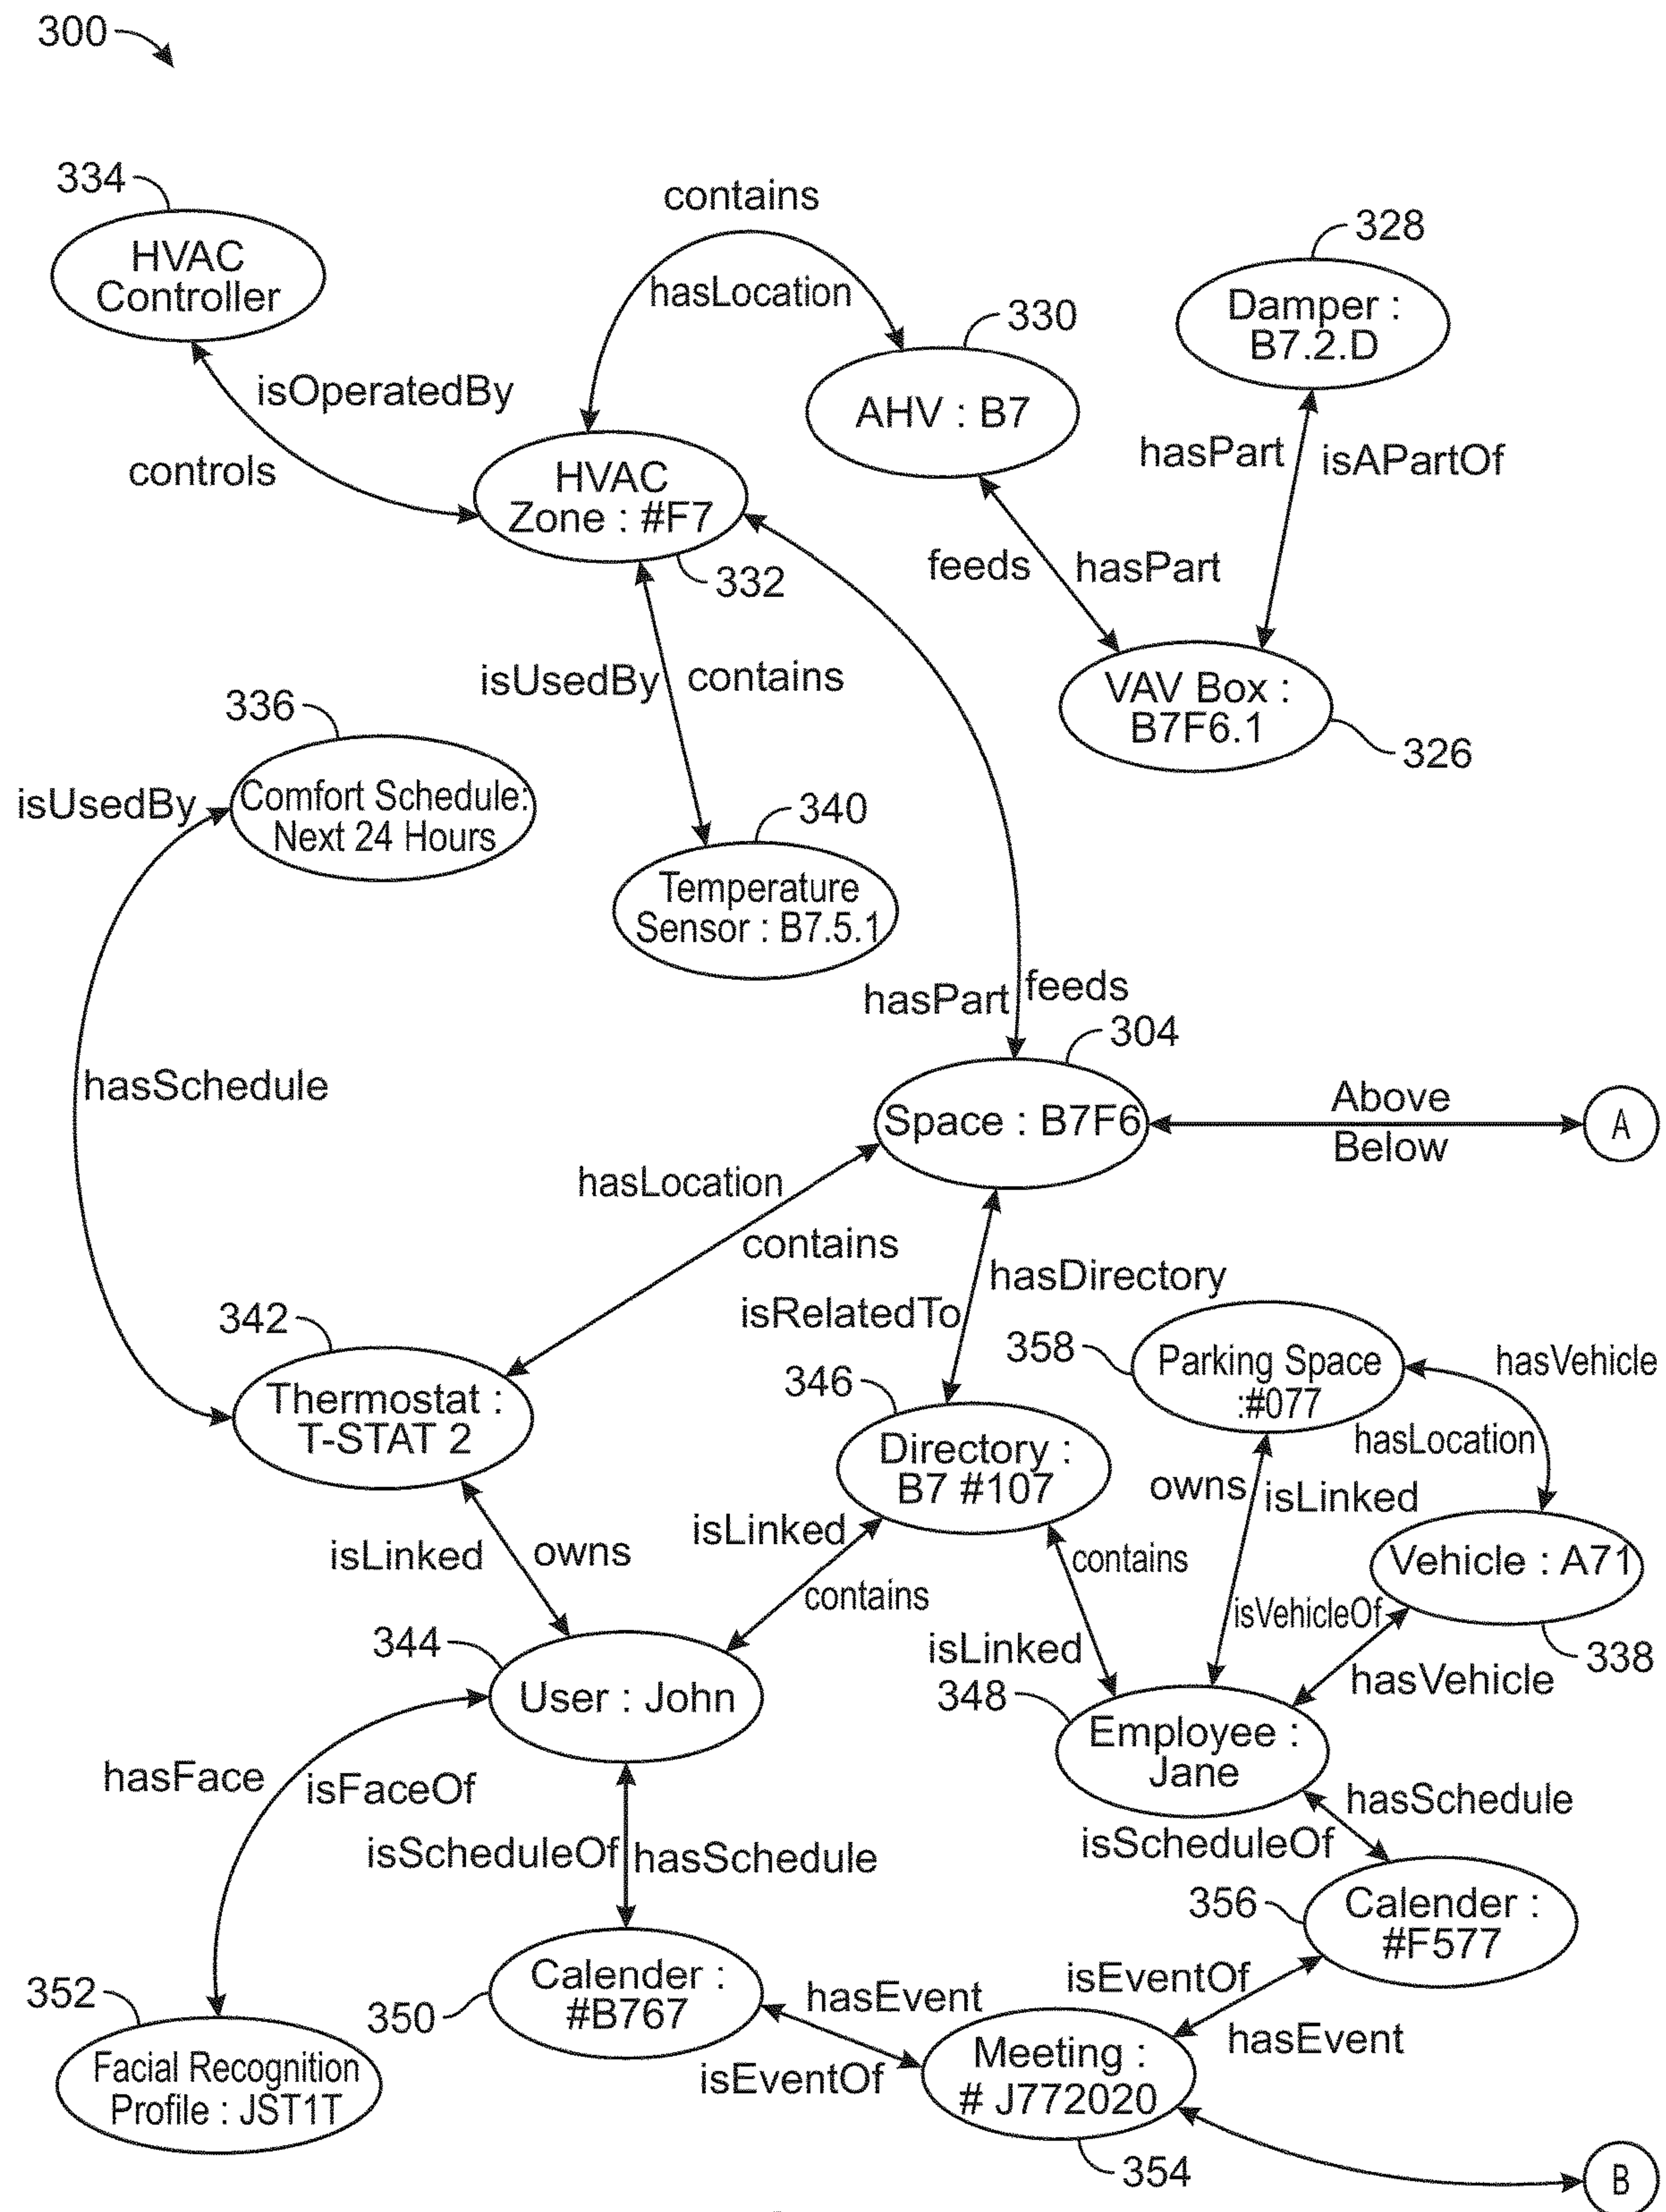 300
334
HVAC
Controller
contains
hasLocation
328
Damper :
B7.2.D
330
AHV : B7
isOperatedBy
controls
hasPart
isAPartOf
HVAC
Zone : #F7
332
feeds
hasPart
isUsedBy
contains
VAV Box :
B7F6.1
326
336
isUsedBy
Comfort Schedule:
Next 24 Hours
340
Temperature
Sensor : B7.5.1
hasPart
feeds
304
hasSchedule
Space : B7F6
Above
Below
A
hasLocation
contains
hasDirectory
isRelatedTo
342
Thermostat :
T-STAT 2
346
Directory :
B7 #107
358
Parking Space
:#077
hasVehicle
hasLocation
owns
isLinked
isLinked
owns
isLinked
contains
contains
isLinked
Vehicle : A71
338
isVehicleOf
hasVehicle
344
User : John
348
Employee :
Jane
hasFace
isFaceOf
isScheduleOf
hasSchedule
hasSchedule
isScheduleOf
356
Calender :
#F577
352
Facial Recognition
Profile : JST1T
350
Calender :
#B767
hasEvent
isEventOf
isEventOf
hasEvent
Meeting :
# J772020
354
B